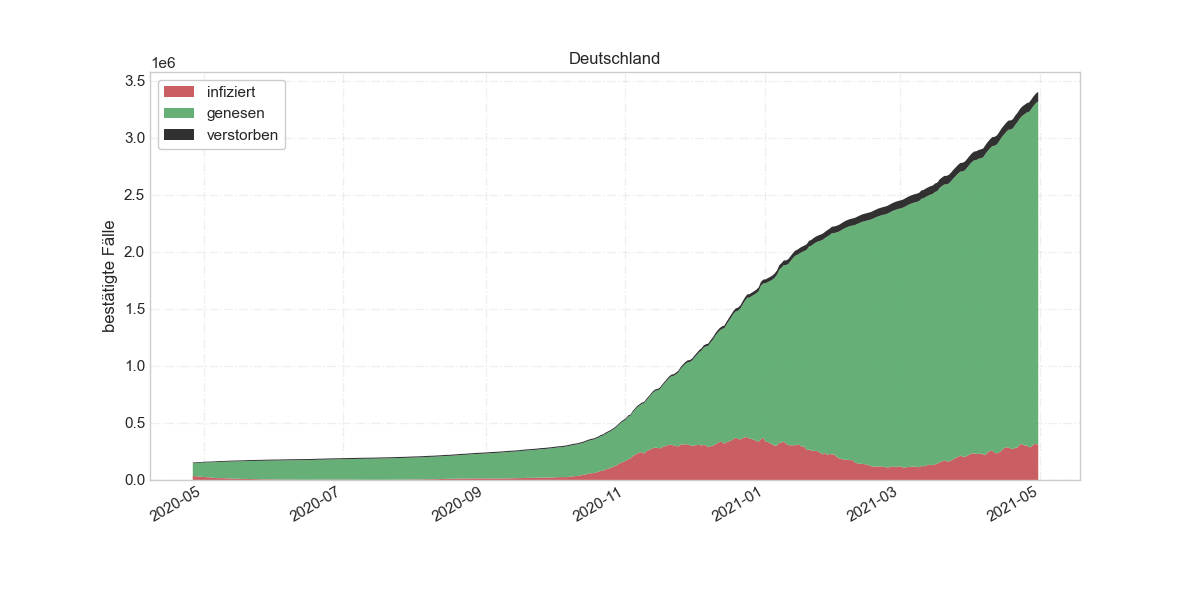 Deutschland
1e6
3.5
3.0
2.5
2.0
1.5
1.0
0.5
0.0
bestätigte Fälle
infiziert
genesen
verstorben
2020-05
2020-07
2020-09
2020-11
2021-01
2021-03
2021-05